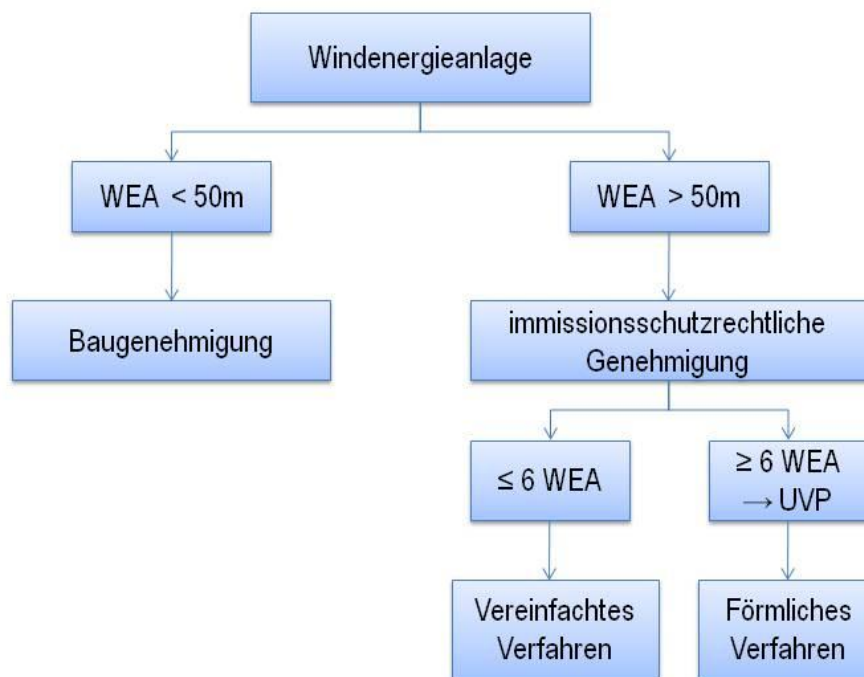 Windenergieanlage
WEA < 50m
WEA > 50m
Baugenehmigung
immissionsschutzrechtliche
Genehmigung
≤ 6 WEA
≥ 6 WEA
→ UVP
Vereinfachtes
Verfahren
Förmliches
Verfahren